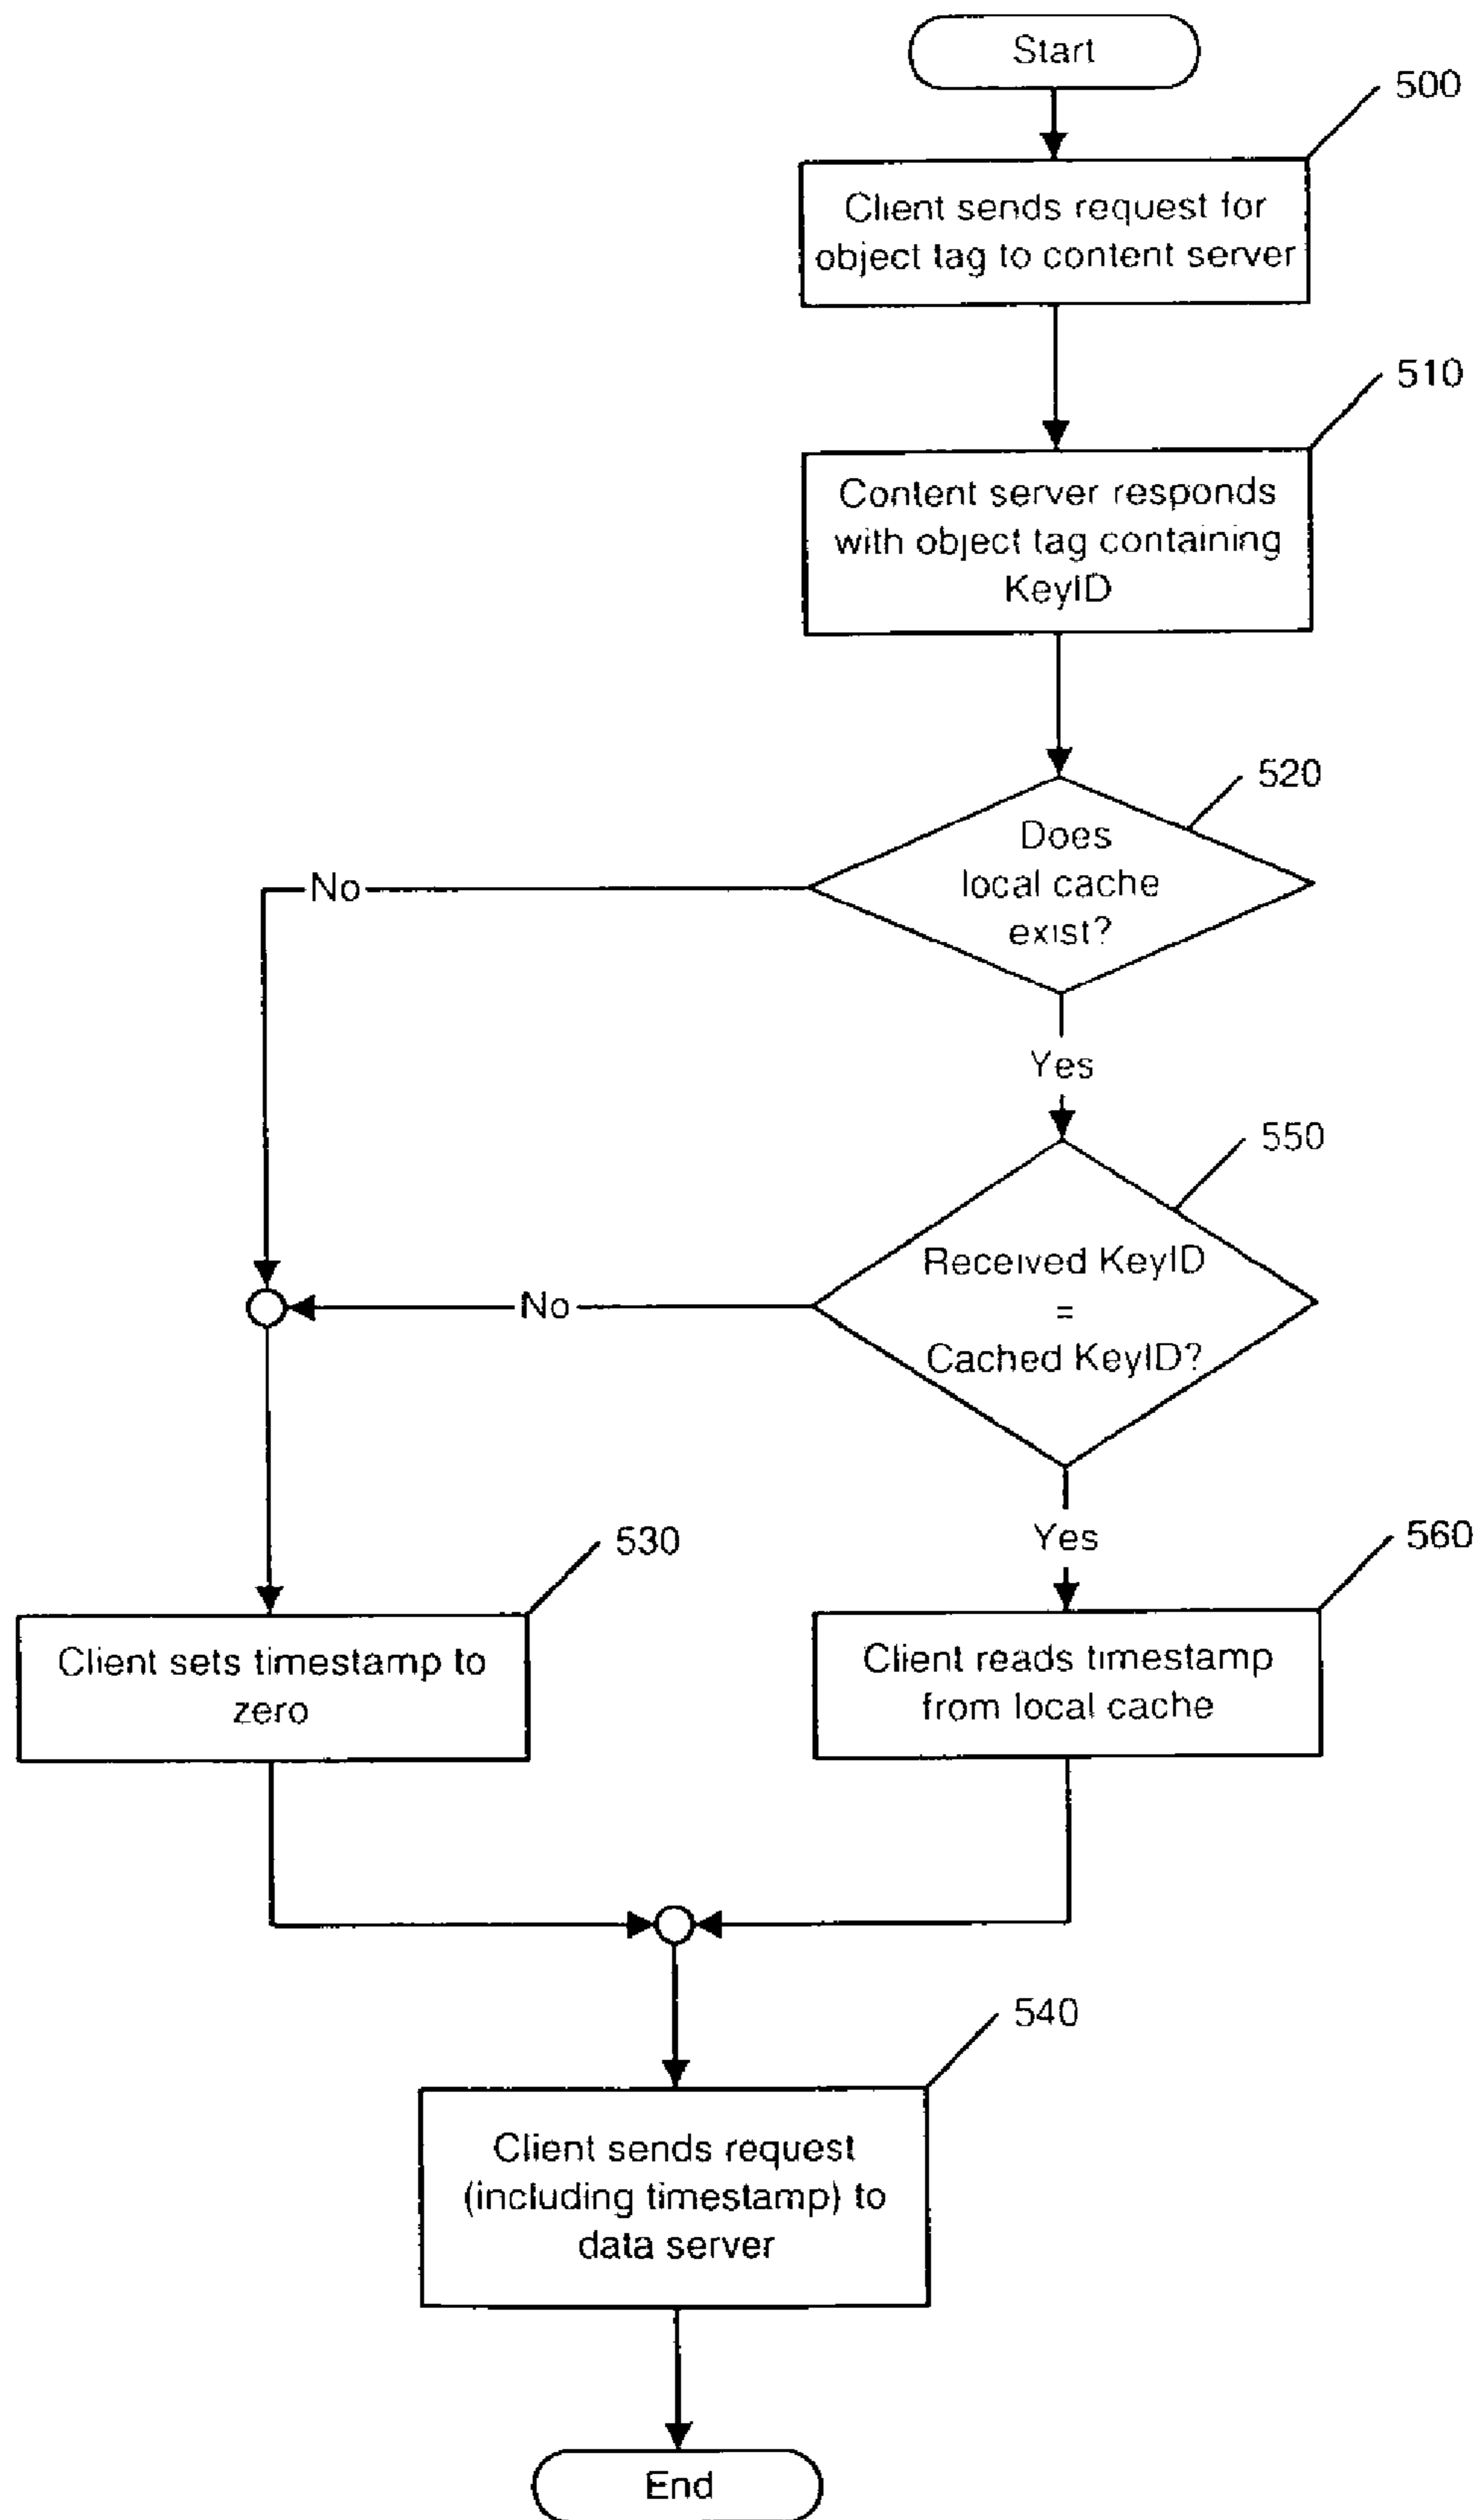 Start
500
Client sends request for
object tag to content server
510
Content server responds
with object tag containing
KeyID
520
Does
local cache
exist?
No
Yes
550
Received KeyID
=
Cached KeyID?
No
Yes
530
Client sets timestamp to
zero
560
Client reads timestamp
from local cache
540
Client sends request
(including timestamp) to
data server
End